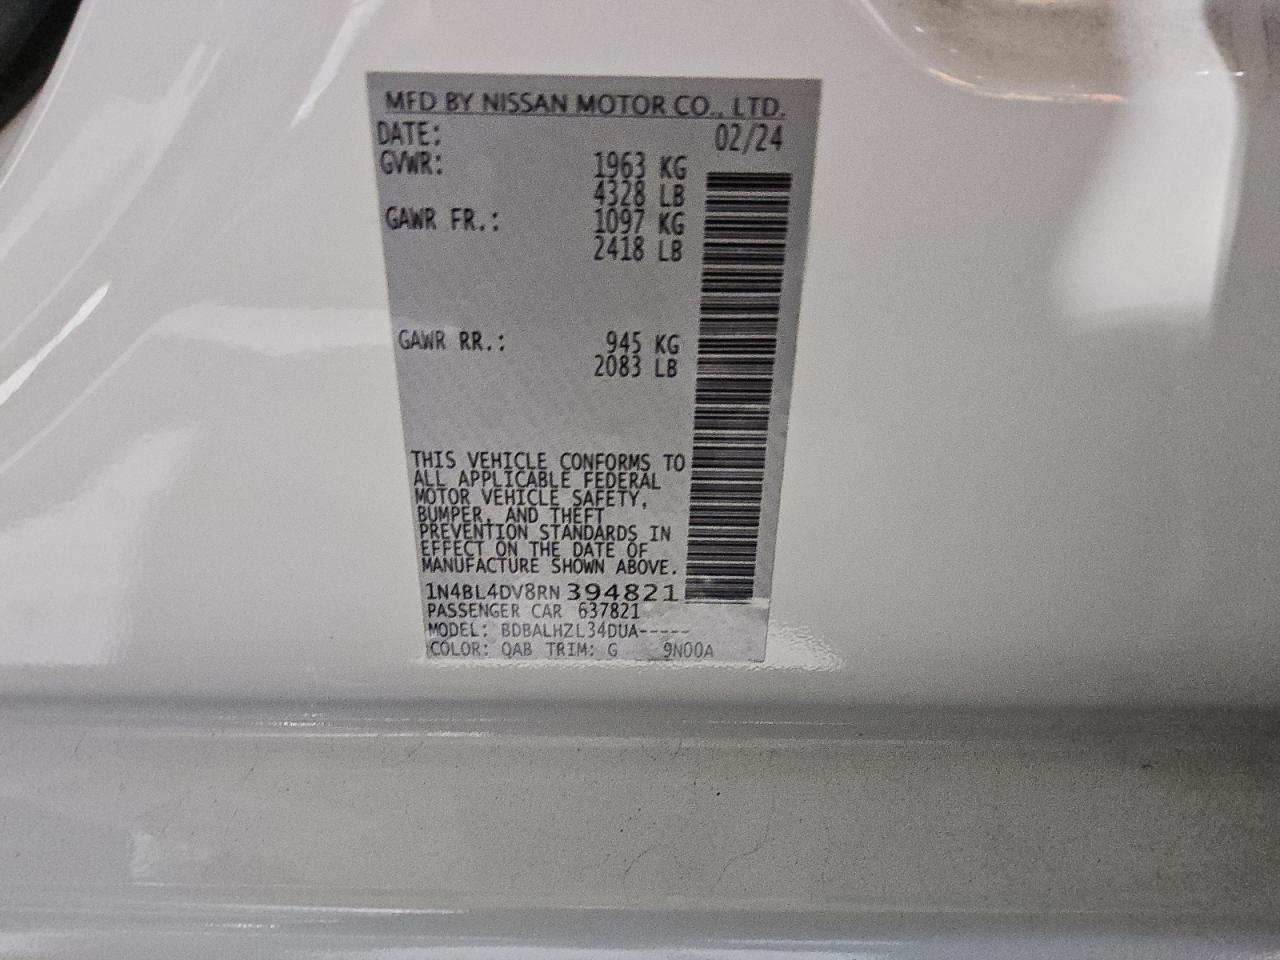 MFD BY NISSAN MOTOR CO., LTD.
DATE: 02/24
GVWR: 1963 KG
4328 LB
GAWR FR.: 1097 KG
2418 LB
GAWR RR.: 945 KG
2083 LB
THIS VEHICLE CONFORMS TO
ALL APPLICABLE FEDERAL
MOTOR VEHICLE SAFETY,
BUMPER, AND THEFT
PREVENTION STANDARDS IN
EFFECT ON THE DATE OF
MANUFACTURE SHOWN ABOVE.
1N4BL4DV8RN394821
PASSENGER CAR 637821
MODEL: BDBALHZL34DUA-----
COLOR: QAB TRIM: G 9N00A